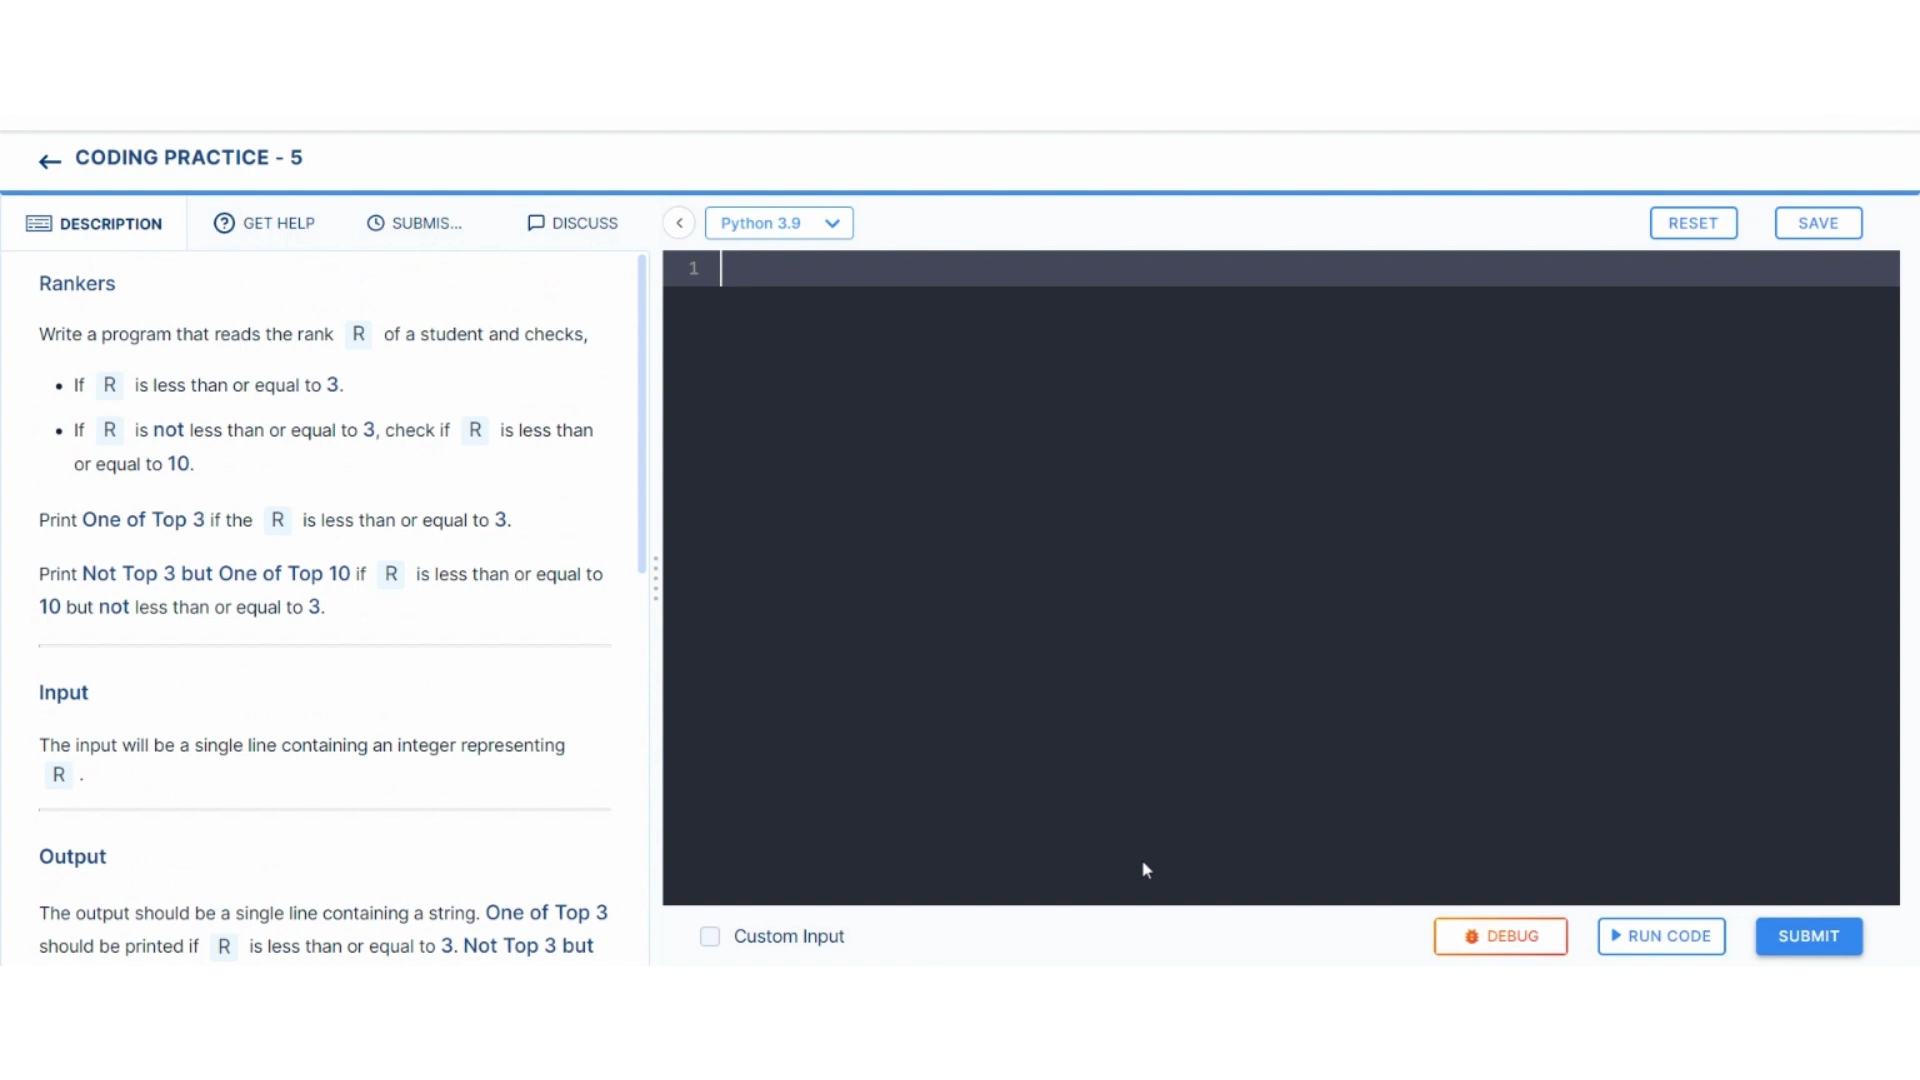 CODING PRACTICE - 5
DESCRIPTION
GET HELP
SUBMIS...
DISCUSS
Python 3.9
RESET
SAVE
Rankers
Write a program that reads the rank R of a student and checks,
• If R is less than or equal to 3.
• If R is not less than or equal to 3, check if R is less than
or equal to 10.
Print One of Top 3 if the R is less than or equal to 3.
Print Not Top 3 but One of Top 10 if R is less than or equal to
10 but not less than or equal to 3.
Input
The input will be a single line containing an integer representing
R .
Output
The output should be a single line containing a string. One of Top 3
should be printed if R is less than or equal to 3. Not Top 3 but
1
Custom Input
DEBUG
RUN CODE
SUBMIT